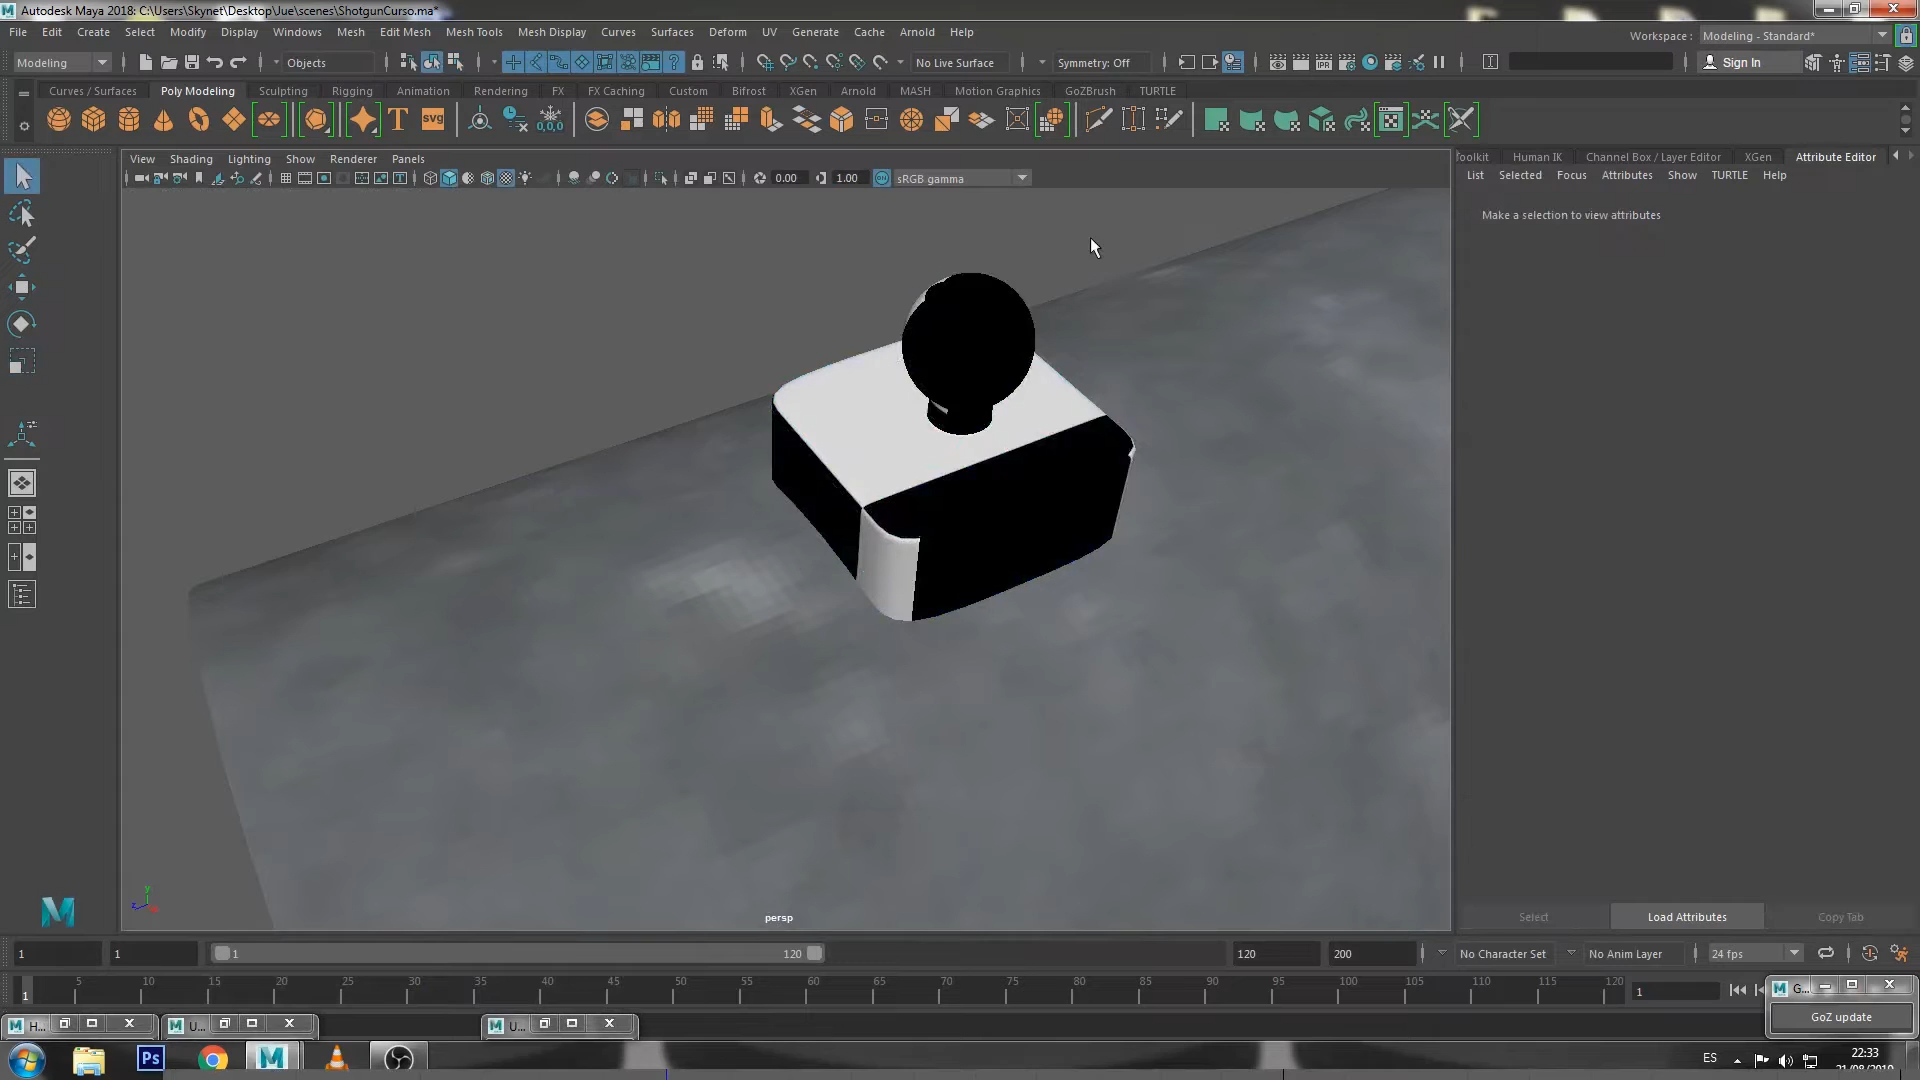 Autodesk Maya 2018: C:\Users\Skynet\Desktop\Jue\scenes\ShotgunCurso.ma*
File Edit Create Select Modify Display Windows Mesh Edit Mesh Mesh Tools Mesh Display Curves Surfaces Deform UV Generate Cache Arnold Help
Workspace : Modeling - Standard*
Modeling Objects No Live Surface Symmetry: Off Sign In
Curves / Surfaces Poly Modeling Sculpting Rigging Animation Rendering FX FX Caching Custom Bifrost XGen Arnold MASH Motion Graphics GoZBrush TURTLE
T SVG 0,0,0
View Shading Lighting Show Renderer Panels
0.00 1.00 sRGB gamma
oolkit Human IK Channel Box / Layer Editor XGen Attribute Editor
List Selected Focus Attributes Show TURTLE Help
Make a selection to view attributes
persp
Select Load Attributes Copy Tab
1 1 1 120 120 200 No Character Set No Anim Layer 24 fps
1 5 10 15 20 25 30 35 40 45 50 55 60 65 70 75 80 85 90 95 100 105 110 115 120 1
G...
GoZ update
H... U... U...
Ps
ES 22:33